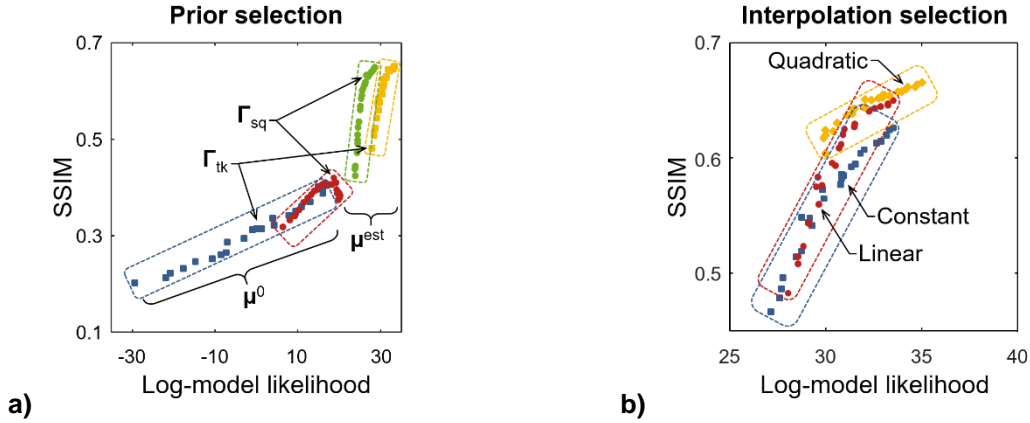 Prior selection
0.7
0.5
0.3
0.1
SSIM
-30
-10
10
30
Log-model likelihood
Γsq
Γtk
μest
μ0
a)
Interpolation selection
0.7
0.6
0.5
SSIM
25
30
35
40
Log-model likelihood
Quadratic
Constant
Linear
b)